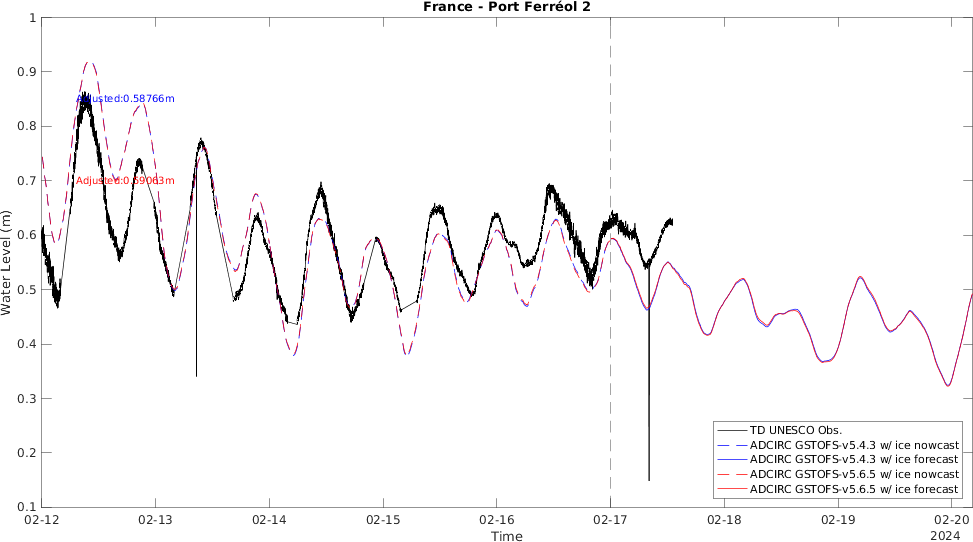 France - Port Ferréol 2
1
0.9
0.8
0.7
0.6
0.5
0.4
0.3
0.2
0.1
Water Level (m)
Adjusted:0.58766m
Adjusted:0.59063m
TD UNESCO Obs.
ADCIRC GSTOFS-v5.4.3 w/ ice nowcast
ADCIRC GSTOFS-v5.4.3 w/ ice forecast
ADCIRC GSTOFS-v5.6.5 w/ ice nowcast
ADCIRC GSTOFS-v5.6.5 w/ ice forecast
02-12 02-13 02-14 02-15 02-16 02-17 02-18 02-19 02-20
2024
Time